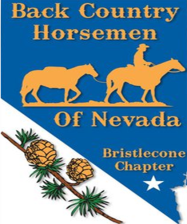 Back Country
Horsemen
Of Nevada
Bristlecone
Chapter